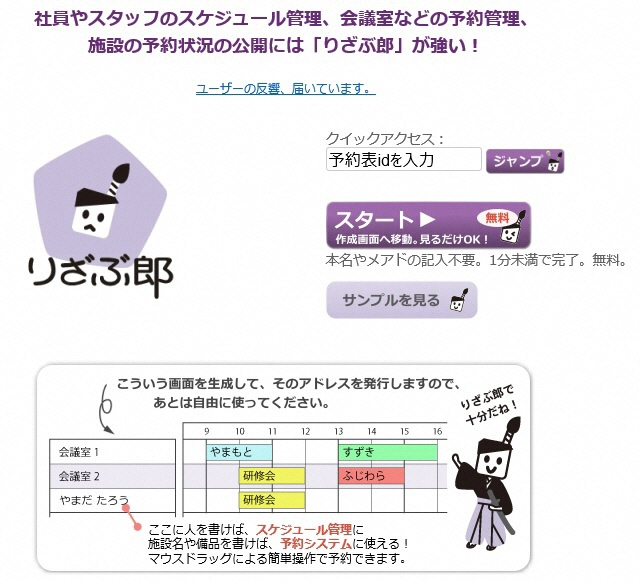 社員やスタッフのスケジュール管理、会議室などの予約管理、
施設の予約状況の公開には「りざぶ郎」が強い！
ユーザーの反響、届いています。
りざぶ郎
クイックアクセス：
予約表idを入力
ジャンプ
スタート▶
無料
作成画面へ移動。見るだけOK！
本名やメアドの記入不要。1分未満で完了。無料。
サンプルを見る
こういう画面を生成して、そのアドレスを発行しますので、
あとは自由に使ってください。
りざぶ郎で
十分だね！
9 10 11 12 13 14 15 16
会議室1 やまもと すずき
会議室2 研修会 ふじわら
やまだ たろう 研修会
ここに人を書けば、スケジュール管理に
施設名や備品を書けば、予約システムに使える！
マウスドラッグによる簡単操作で予約できます。